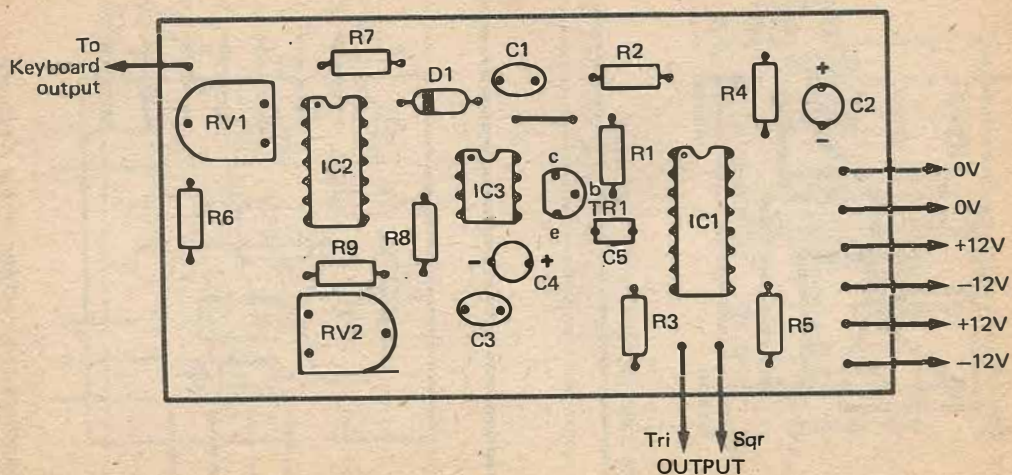 To
Keyboard
output
R7
C1
R2
D1
R4
+
C2
-
RV1
IC2
IC3
c
b
TR1
e
R1
IC1
0V
0V
+12V
-12V
+12V
-12V
R6
R8
R9
- +
C4
C5
RV2
C3
R3
R5
Tri Sqr
OUTPUT